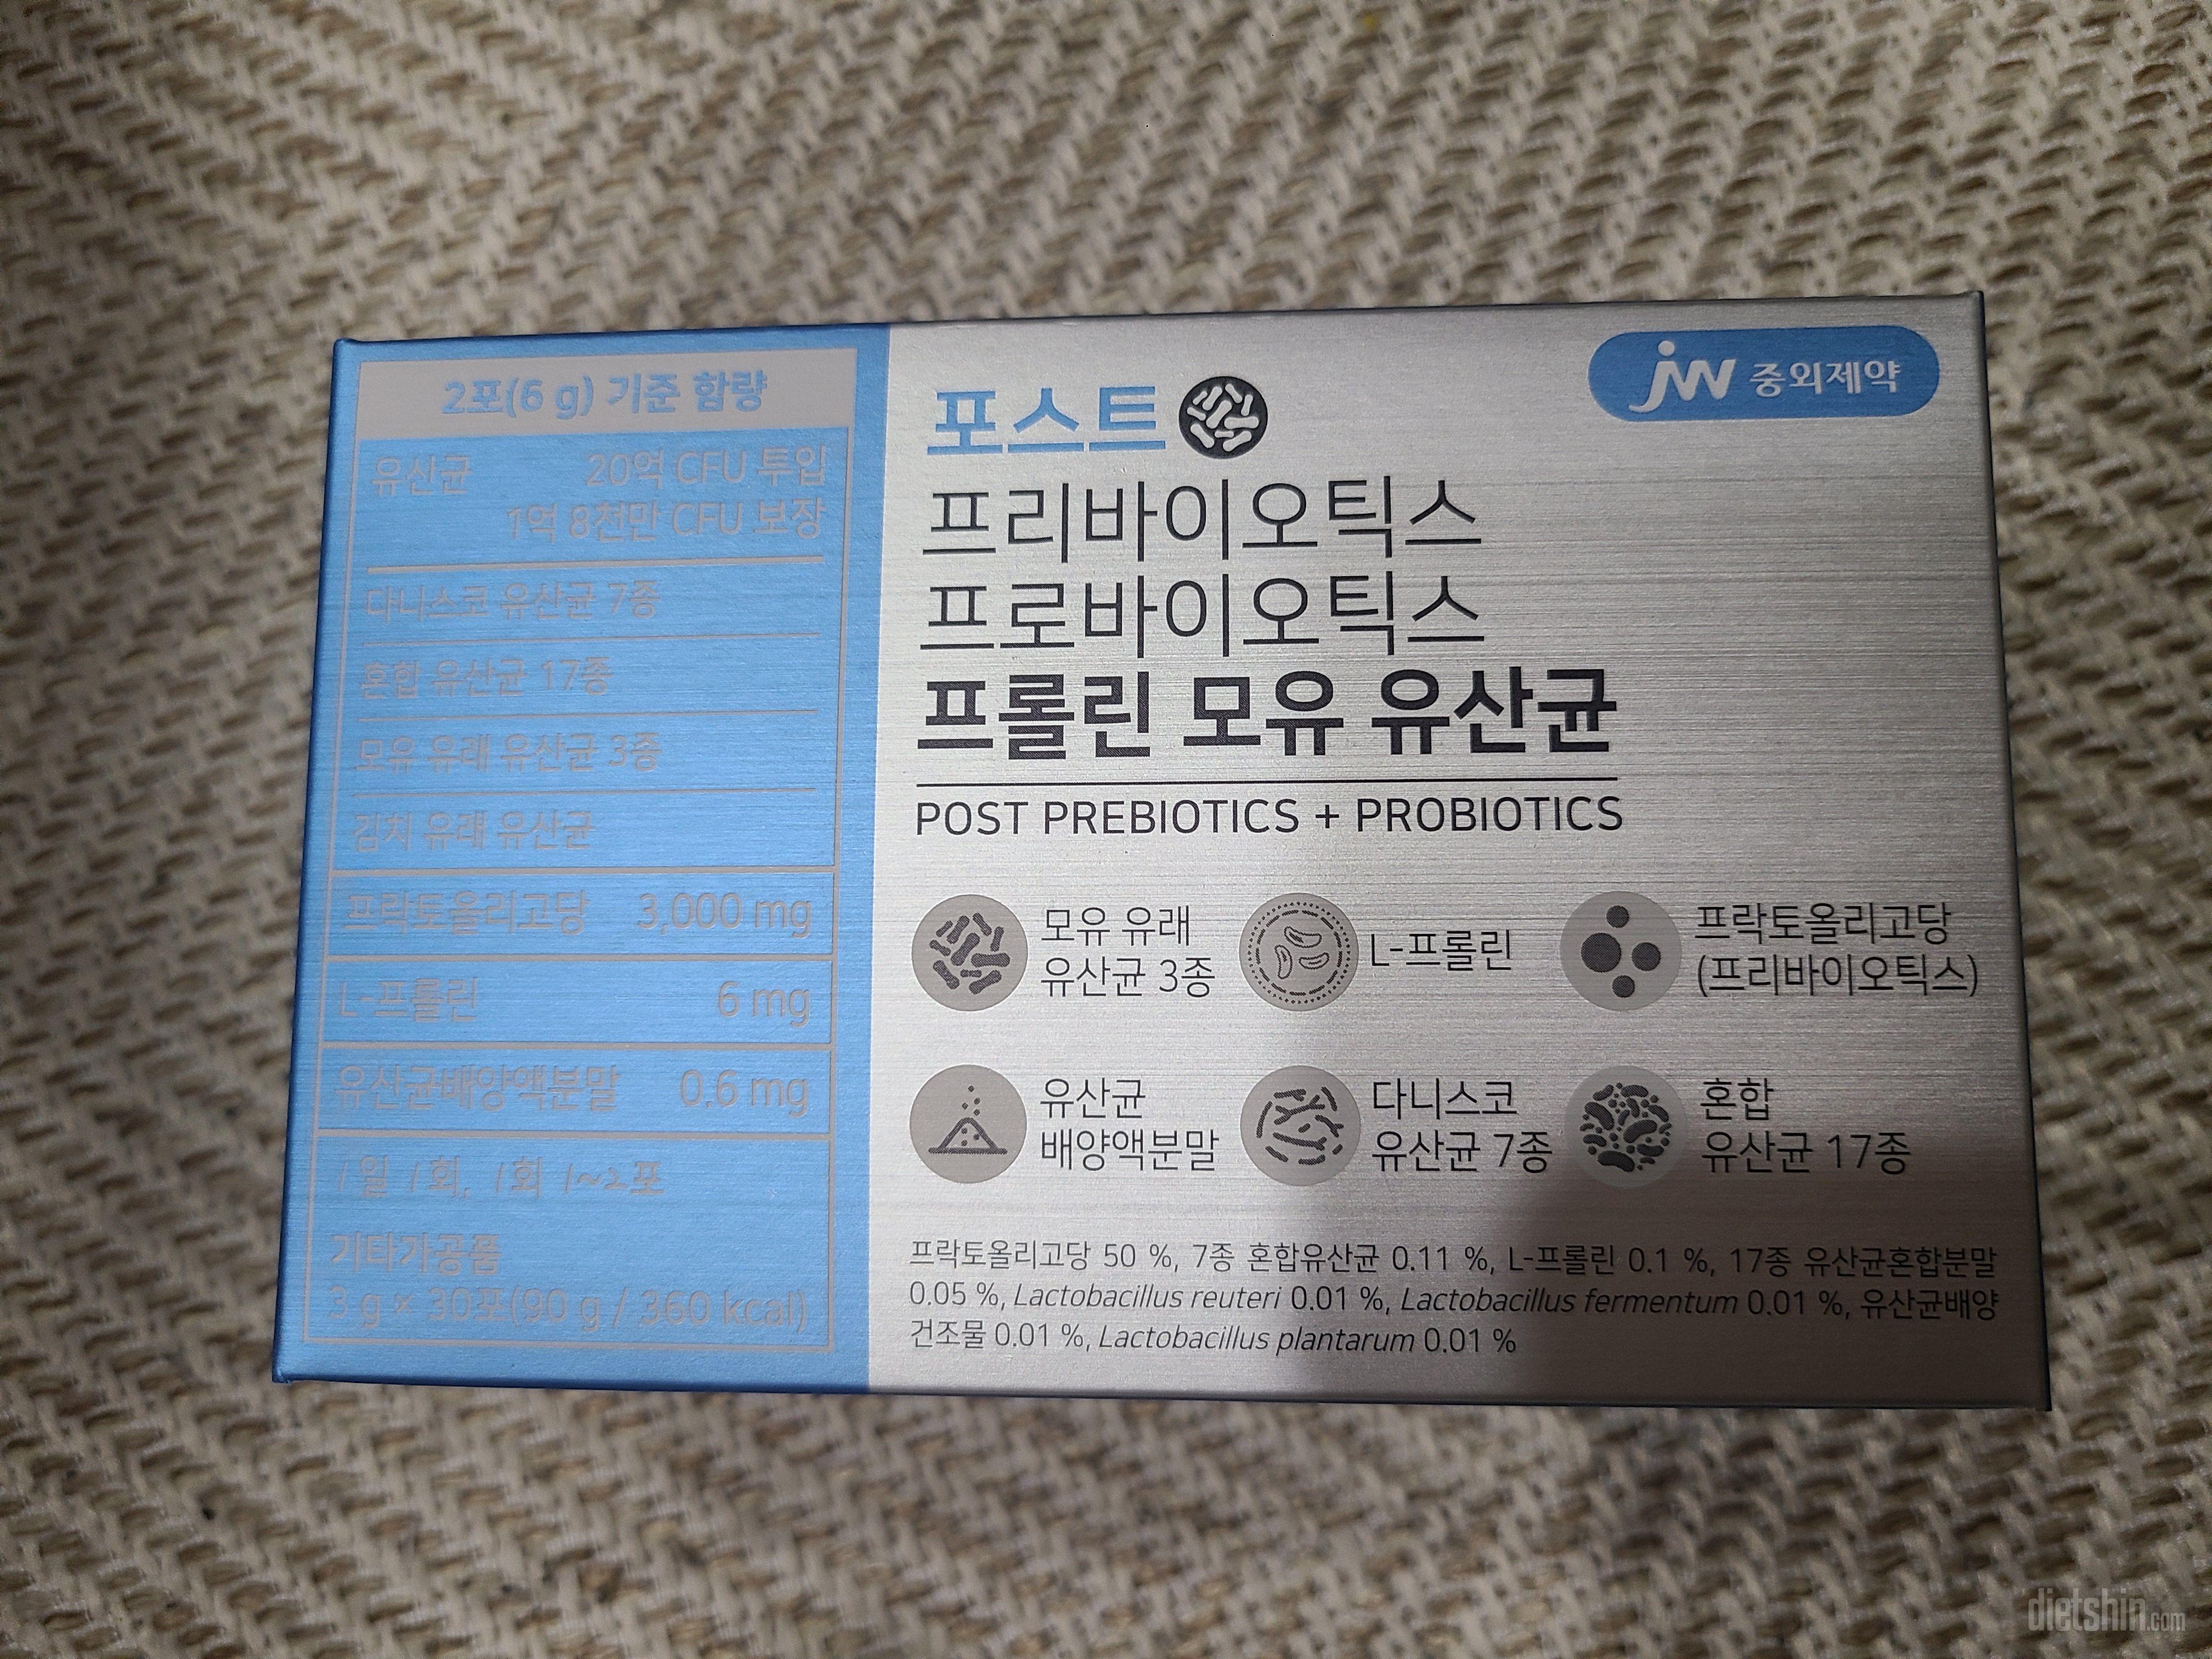 2포(6 g) 기준 함량
유산균 20억 CFU 투입
1억 8천만 CFU 보장
다니스코 유산균 7종
혼합 유산균 17종
모유 유래 유산균 3종
김치 유래 유산균
프락토올리고당 3,000 mg
L-프롤린 6 mg
유산균배양액분말 0.6 mg
1일 1회, 1회 1~2포
기타가공품
3 g × 30포(90 g / 360 kcal)
jw 중외제약
포스트
프리바이오틱스
프로바이오틱스
프롤린 모유 유산균
POST PREBIOTICS + PROBIOTICS
모유 유래
유산균 3종
L-프롤린
프락토올리고당
(프리바이오틱스)
유산균
배양액분말
다니스코
유산균 7종
혼합
유산균 17종
프락토올리고당 50 %, 7종 혼합유산균 0.11 %, L-프롤린 0.1 %, 17종 유산균혼합분말
0.05 %, Lactobacillus reuteri 0.01 %, Lactobacillus fermentum 0.01 %, 유산균배양
건조물 0.01 %, Lactobacillus plantarum 0.01 %
dietshin.com